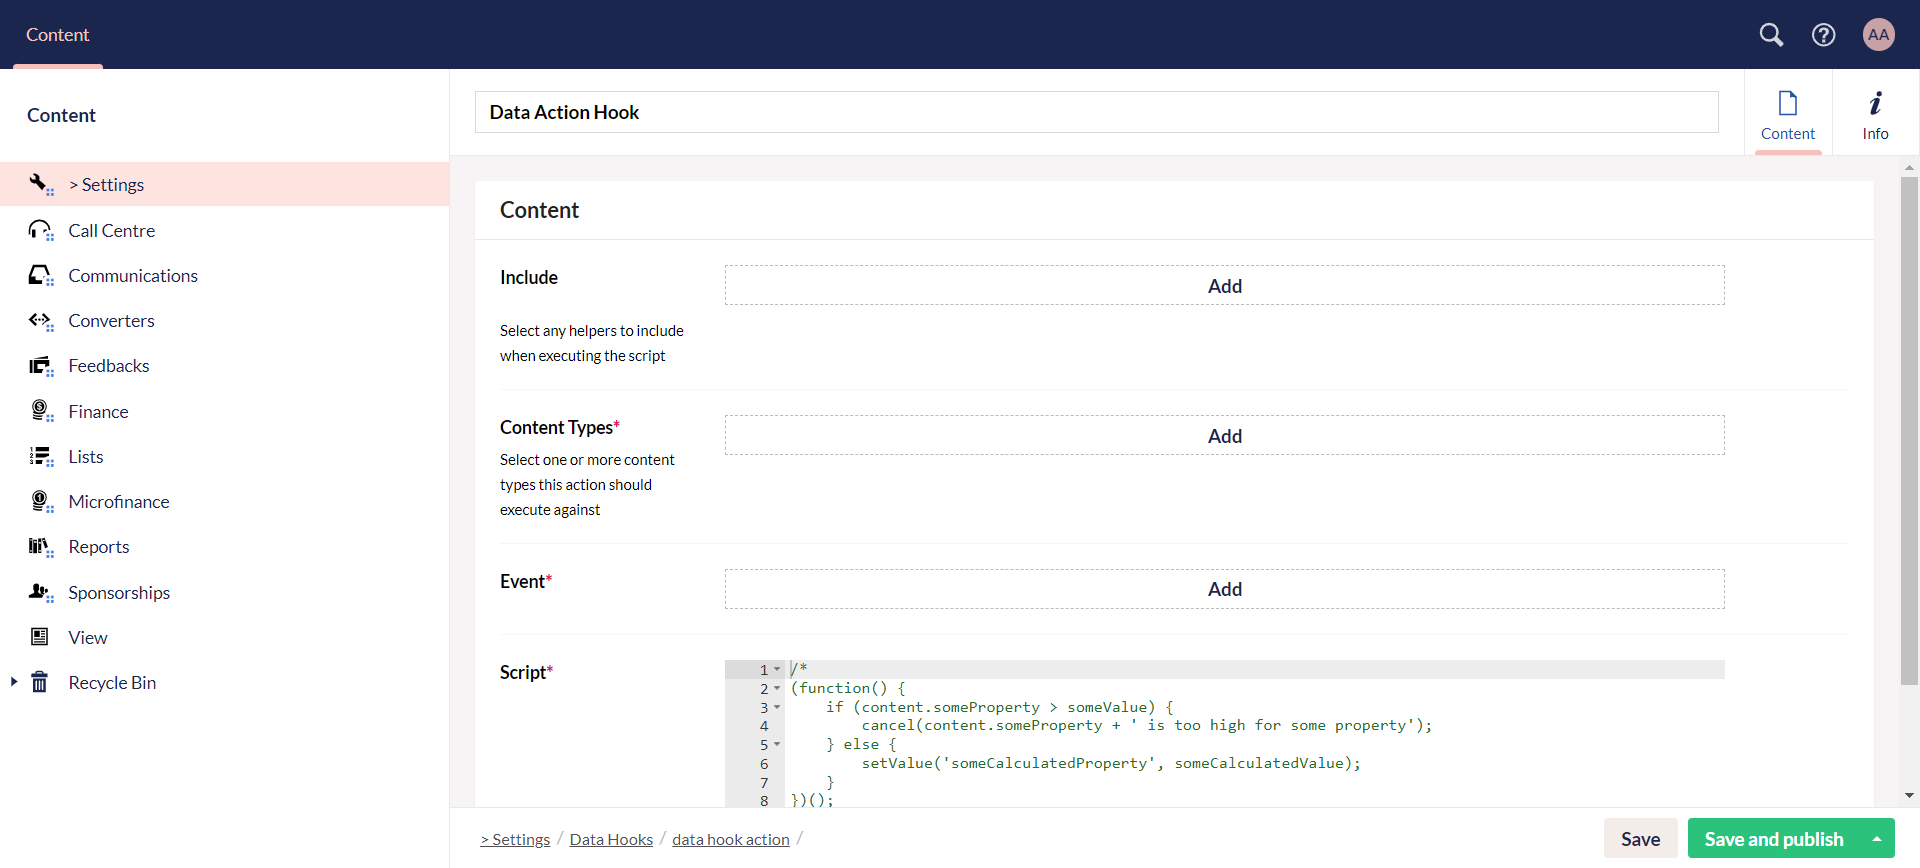 Content
AA
Content
> Settings
Call Centre
Communications
Converters
Feedbacks
Finance
Lists
Microfinance
Reports
Sponsorships
View
Recycle Bin
Data Action Hook
Content
Info
Content
Include
Add
Select any helpers to include
when executing the script
Content Types*
Add
Select one or more content
types this action should
execute against
Event*
Add
Script*
1 /*
2 (function() {
3     if (content.someProperty > someValue) {
4         cancel(content.someProperty + ' is too high for some property');
5     } else {
6         setValue('someCalculatedProperty', someCalculatedValue);
7     }
8 })();
> Settings / Data Hooks / data hook action /
Save
Save and publish